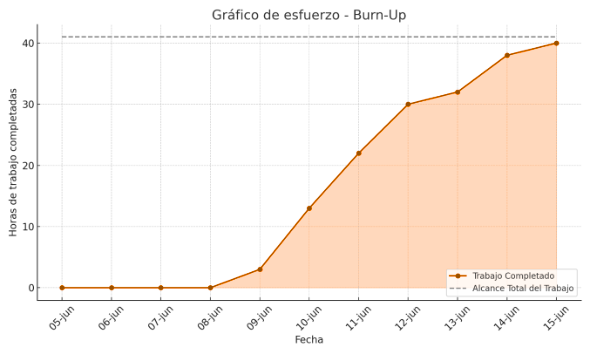 Gráfico de esfuerzo - Burn-Up
Horas de trabajo completadas
40
30
20
10
0
05-jun
06-jun
07-jun
08-jun
09-jun
10-jun
11-jun
12-jun
13-jun
14-jun
15-jun
Fecha
Trabajo Completado
Alcance Total del Trabajo